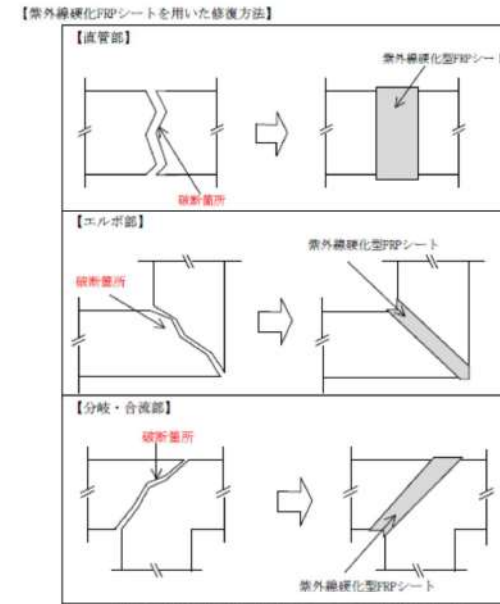 【紫外線硬化FRPシートを用いた修復方法】
【直管部】
紫外線硬化型FRPシート
破断箇所
【エルボ部】
紫外線硬化型FRPシート
破断箇所
【分岐・合流部】
破断箇所
紫外線硬化型FRPシート